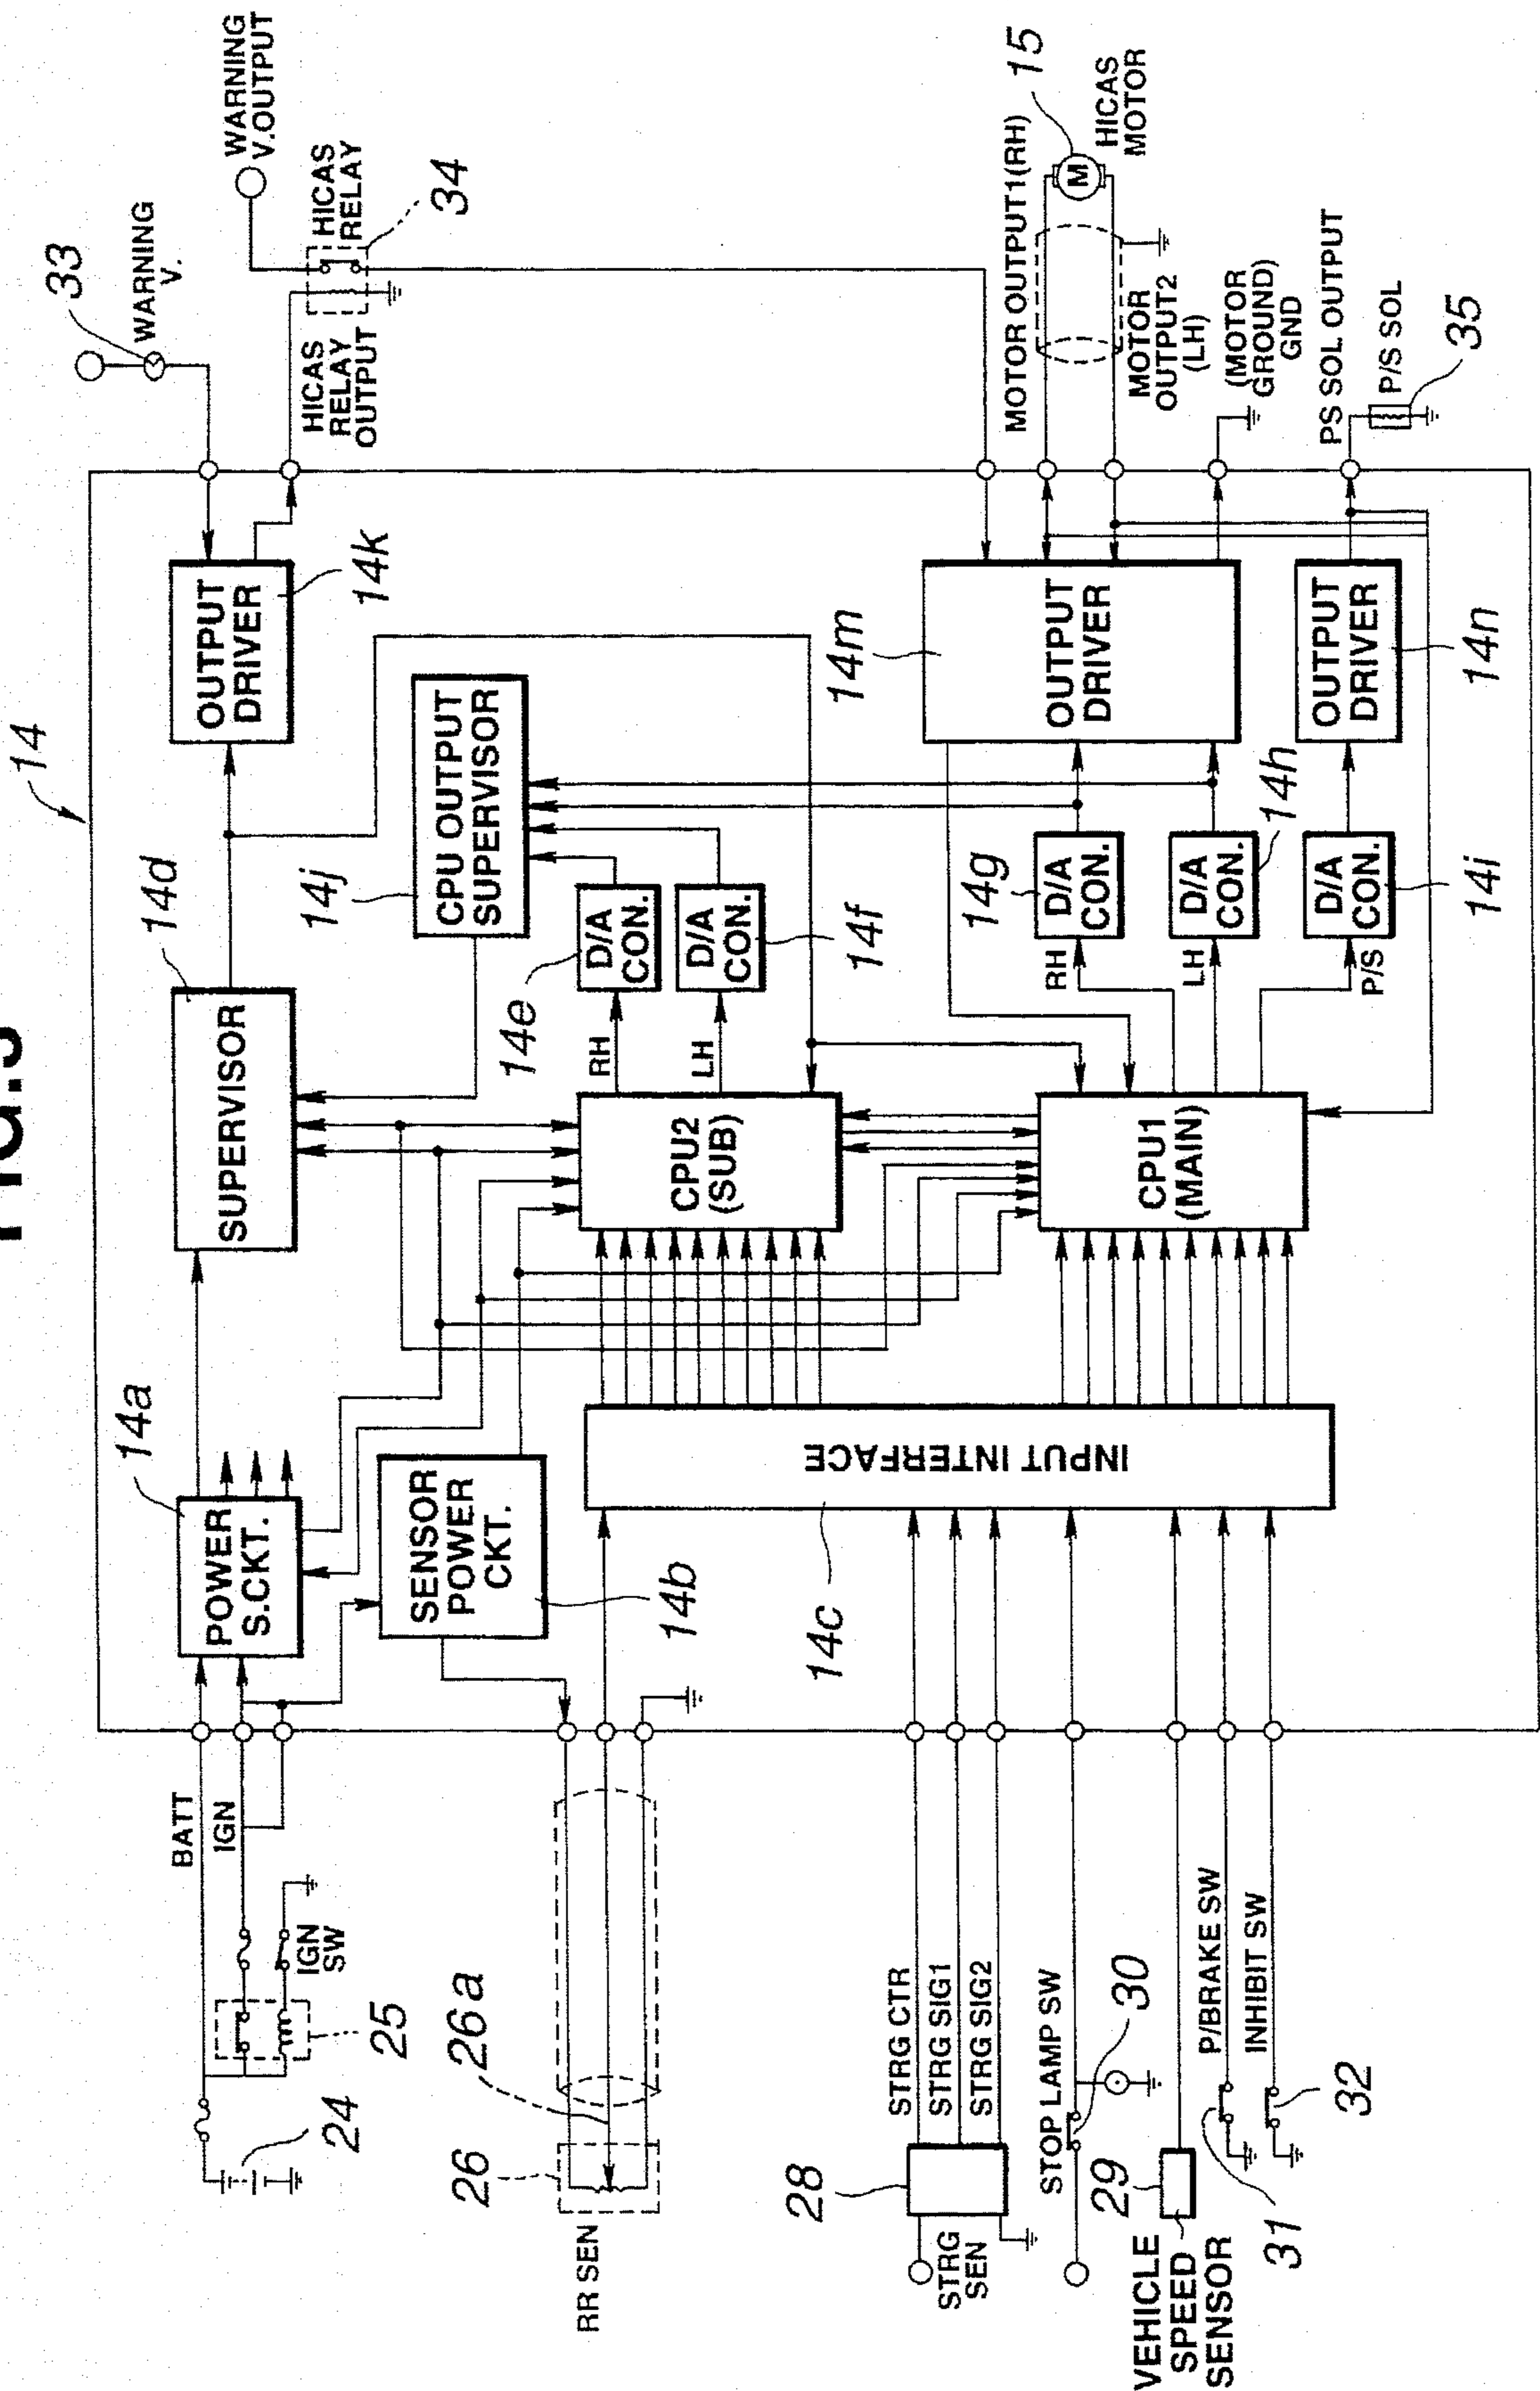 14
33
WARNING
V.
WARNING
V.OUTPUT
HICAS
RELAY
34
HICAS
RELAY
OUTPUT
OUTPUT
DRIVER
14k
14d
SUPERVISOR
14a
POWER
S.CKT.
BATT
IGN
IGN
SW
25
24
14j
CPU OUTPUT
SUPERVISOR
SENSOR
POWER
CKT.
14b
26
26a
RR SEN
14e
D/A
CON.
D/A
CON.
14f
RH
LH
CPU2
(SUB)
INPUT INTERFACE
14c
14m
OUTPUT
DRIVER
MOTOR OUTPUT1(RH)
15
M
HICAS
MOTOR
MOTOR
OUTPUT2
(LH)
(MOTOR
GROUND)
GND
PS SOL OUTPUT
P/S SOL
35
14g
D/A
CON.
D/A
CON.
14h
D/A
CON.
14i
OUTPUT
DRIVER
14n
RH
LH
P/S
CPU1
(MAIN)
28
STRG
SEN
STRG CTR
STRG SIG1
STRG SIG2
STOP LAMP SW
30
29
VEHICLE
SPEED
SENSOR
P/BRAKE SW
31
INHIBIT SW
32